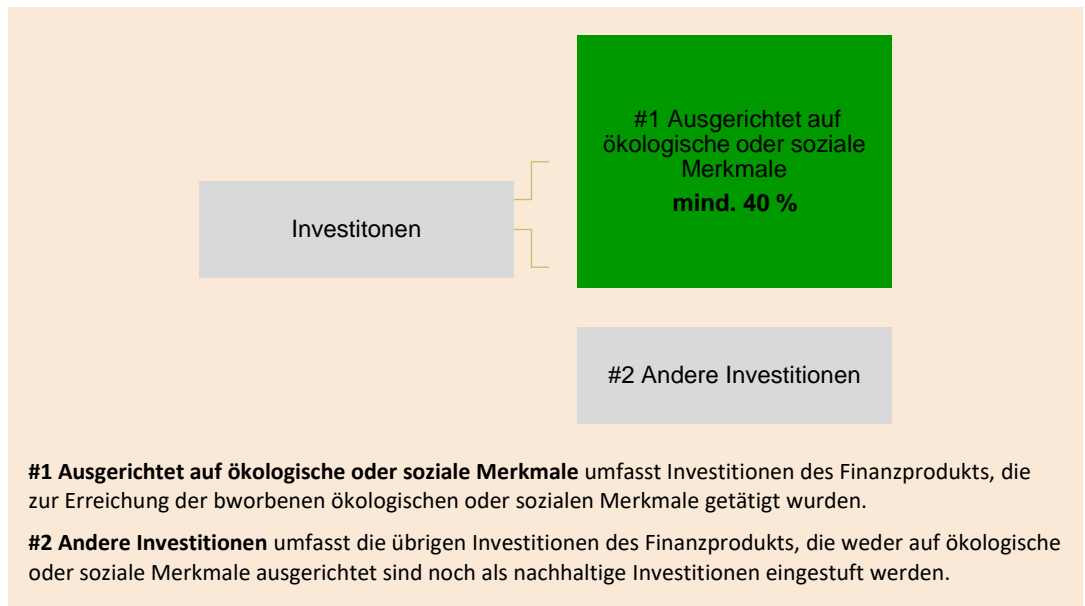 #1 Ausgerichtet auf
ökologische oder soziale
Merkmale
mind. 40 %
Investitonen
#2 Andere Investitionen
#1 Ausgerichtet auf ökologische oder soziale Merkmale umfasst Investitionen des Finanzprodukts, die
zur Erreichung der bworbenen ökologischen oder sozialen Merkmale getätigt wurden.
#2 Andere Investitionen umfasst die übrigen Investitionen des Finanzprodukts, die weder auf ökologische
oder soziale Merkmale ausgerichtet sind noch als nachhaltige Investitionen eingestuft werden.